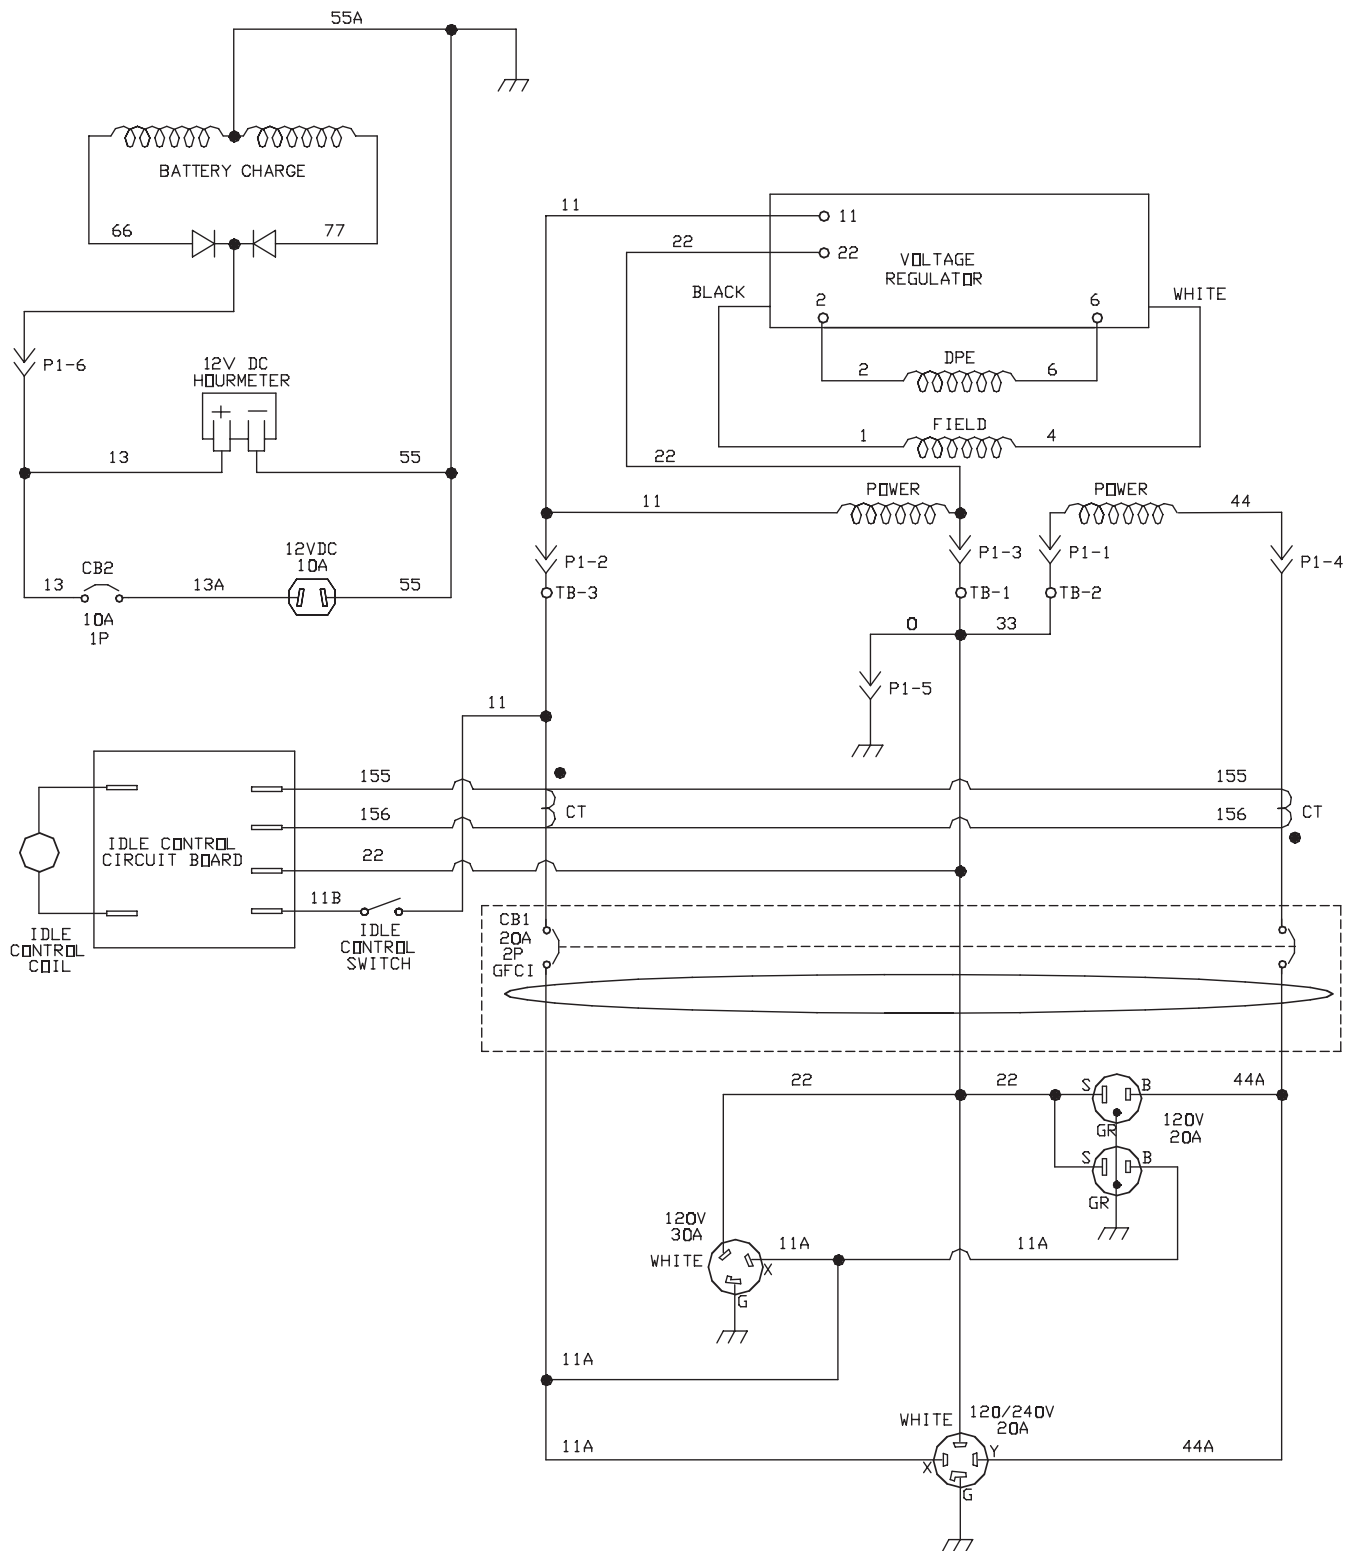 55A
BATTERY CHARGE
66
77
P1-6
12V DC
HOURMETER
+ −
13
55
CB2
13
10A
1P
13A
12VDC
10A
55
11
11
22
22
VOLTAGE
REGULATOR
BLACK
WHITE
2
6
DPE
2
6
FIELD
1
4
22
POWER
POWER
11
44
P1-2
P1-3
P1-1
P1-4
TB-3
TB-1
TB-2
0
33
P1-5
11
155
155
CT
CT
156
156
IDLE CONTROL
CIRCUIT BOARD
22
11B
IDLE
CONTROL
COIL
IDLE
CONTROL
SWITCH
CB1
20A
2P
GFCI
22
22
S
B
44A
GR
120V
20A
S
B
GR
120V
30A
WHITE
11A
11A
X
G
11A
WHITE
120/240V
20A
11A
Y
44A
X
G